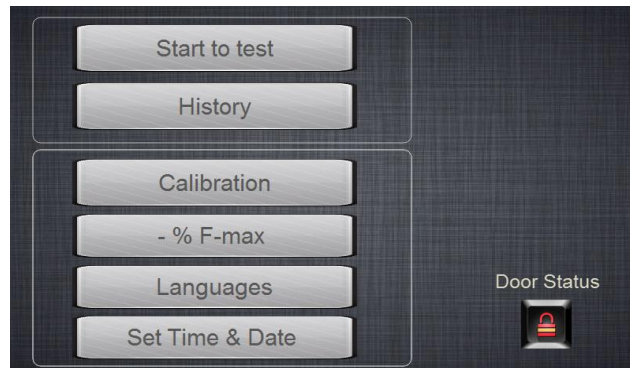 Start to test
History
Calibration
- % F-max
Languages
Set Time & Date
Door Status